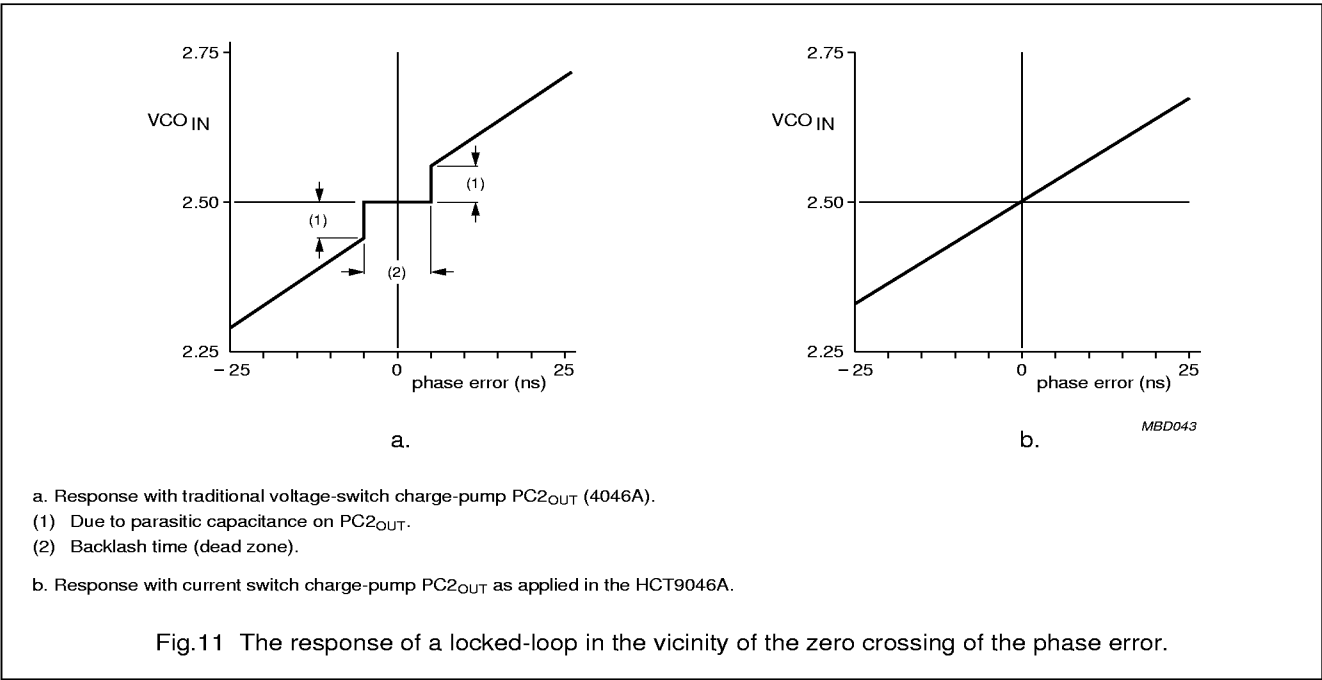 2.75
VCO IN
2.50
2.25
(1)
(1)
(2)
– 25
0
25
phase error (ns)
a.
2.75
VCO IN
2.50
2.25
– 25
0
25
phase error (ns)
b.
MBD043
a. Response with traditional voltage-switch charge-pump PC2OUT (4046A).
(1) Due to parasitic capacitance on PC2OUT.
(2) Backlash time (dead zone).
b. Response with current switch charge-pump PC2OUT as applied in the HCT9046A.
Fig.11 The response of a locked-loop in the vicinity of the zero crossing of the phase error.